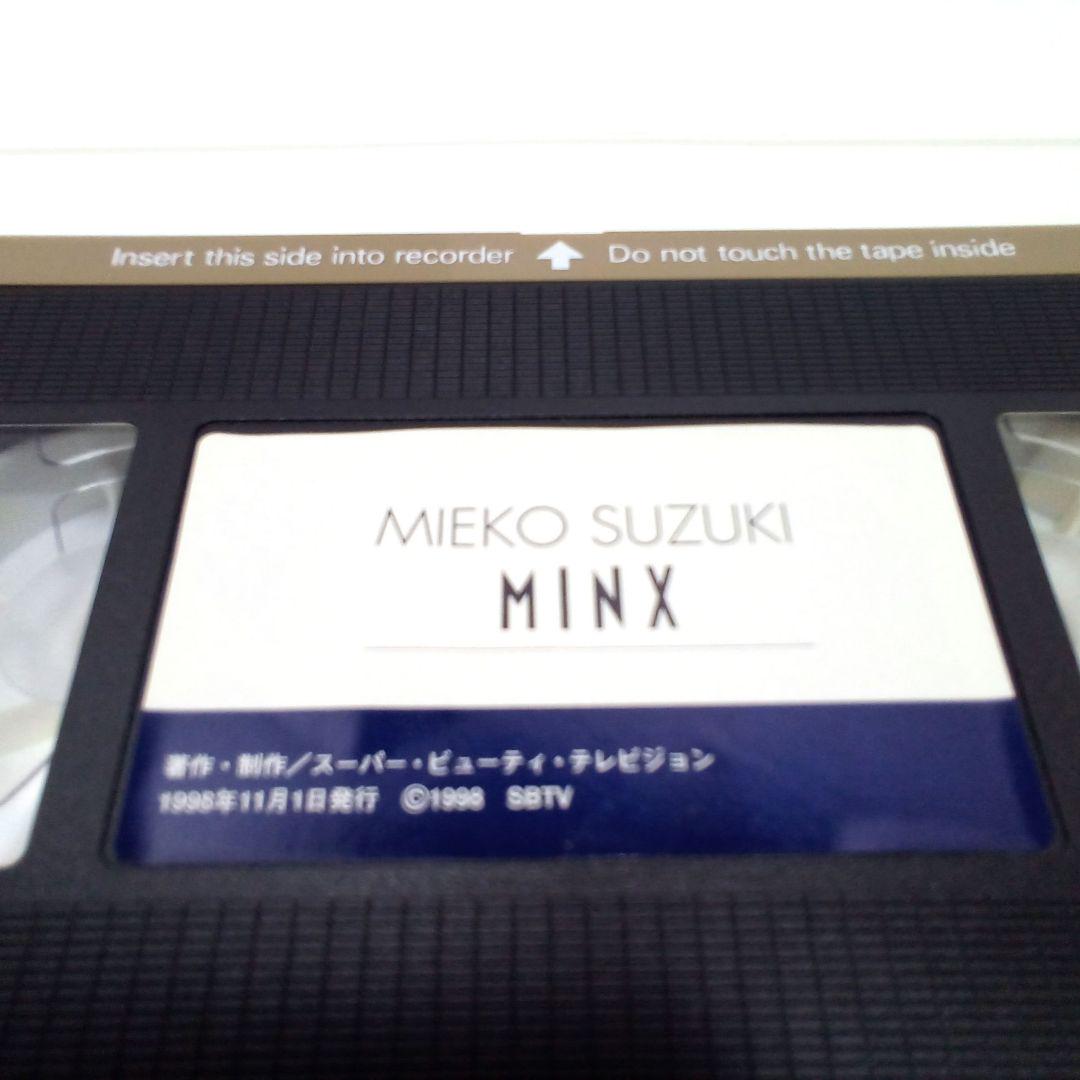 Insert this side into recorder ⬆ Do not touch the tape inside
MIEKO SUZUKI
MINX
著作・制作／スーパー・ビューティ・テレビジョン
1998年11月1日発行 ©1998 SBTV